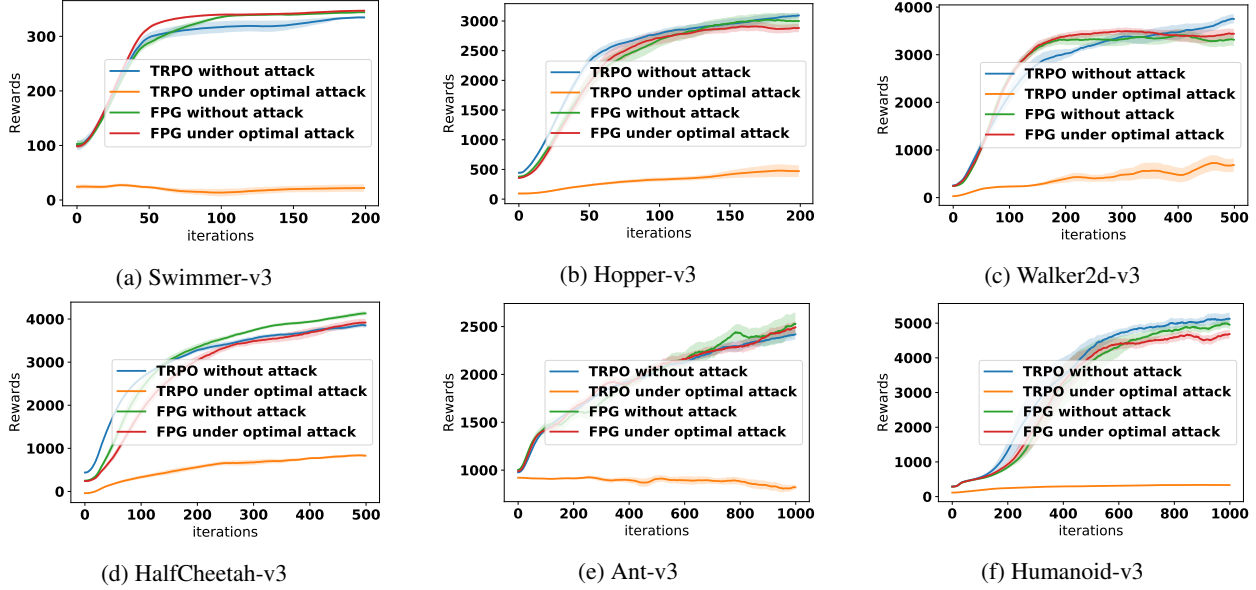 300
200
100
0
Rewards
TRPO without attack
TRPO under optimal attack
FPG without attack
FPG under optimal attack
0 50 100 150 200
iterations
(a) Swimmer-v3
3000
2500
2000
1500
1000
500
0
Rewards
TRPO without attack
TRPO under optimal attack
FPG without attack
FPG under optimal attack
0 50 100 150 200
iterations
(b) Hopper-v3
4000
3000
2000
1000
0
Rewards
TRPO without attack
TRPO under optimal attack
FPG without attack
FPG under optimal attack
0 100 200 300 400 500
iterations
(c) Walker2d-v3
4000
3000
2000
1000
0
Rewards
TRPO without attack
TRPO under optimal attack
FPG without attack
FPG under optimal attack
0 100 200 300 400 500
iterations
(d) HalfCheetah-v3
2500
2000
1500
1000
Rewards
TRPO without attack
TRPO under optimal attack
FPG without attack
FPG under optimal attack
0 200 400 600 800 1000
iterations
(e) Ant-v3
5000
4000
3000
2000
1000
0
Rewards
TRPO without attack
TRPO under optimal attack
FPG without attack
FPG under optimal attack
0 200 400 600 800 1000
iterations
(f) Humanoid-v3